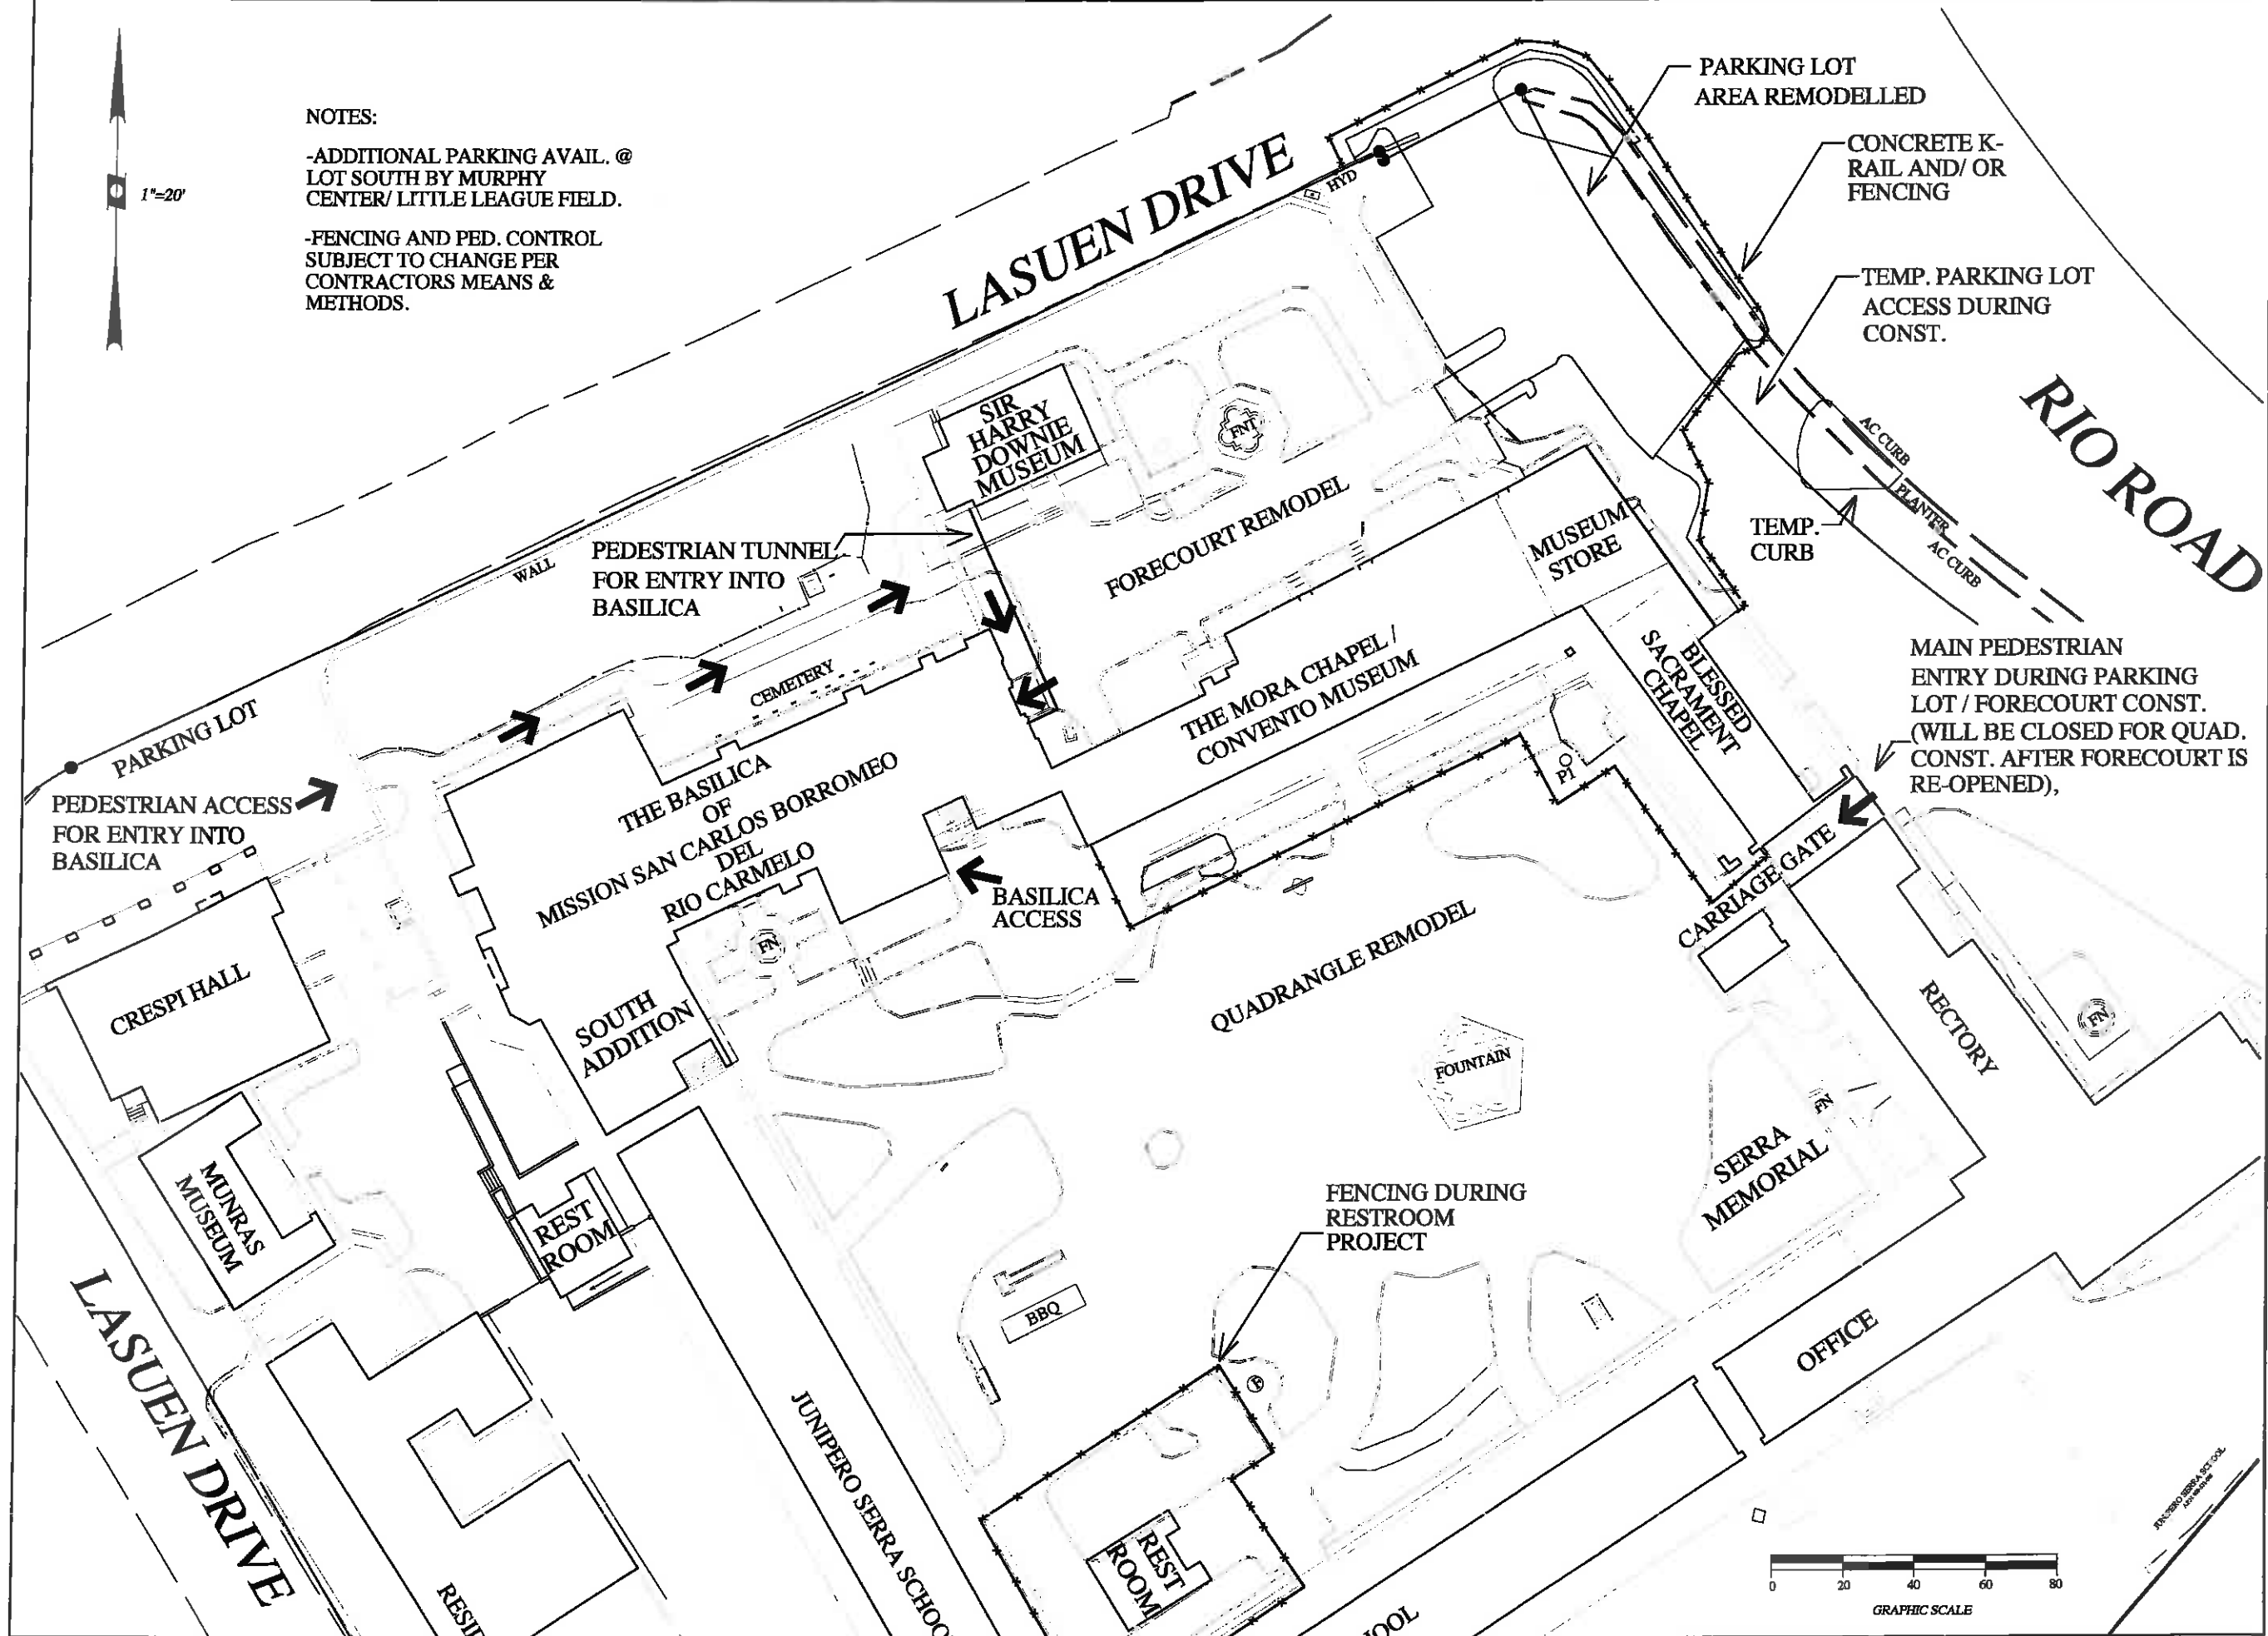 NOTES:
-ADDITIONAL PARKING AVAIL. @
LOT SOUTH BY MURPHY
CENTER/ LITTLE LEAGUE FIELD.
-FENCING AND PED. CONTROL
SUBJECT TO CHANGE PER
CONTRACTORS MEANS &
METHODS.
1"=20'
LASUEN DRIVE
HYD
PARKING LOT
AREA REMODELLED
CONCRETE K-
RAIL AND/ OR
FENCING
TEMP. PARKING LOT
ACCESS DURING
CONST.
RIO ROAD
AC CURB
PLANTER
AC CURB
TEMP.
CURB
SIR
HARRY
DOWNIE
MUSEUM
FNT
FORECOURT REMODEL
MUSEUM
STORE
PEDESTRIAN TUNNEL
FOR ENTRY INTO
BASILICA
WALL
CEMETERY
THE MORA CHAPEL /
CONVENTO MUSEUM
BLESSED
SACRAMENT
CHAPEL
MAIN PEDESTRIAN
ENTRY DURING PARKING
LOT / FORECOURT CONST.
(WILL BE CLOSED FOR QUAD.
CONST. AFTER FORECOURT IS
RE-OPENED),
PARKING LOT
PEDESTRIAN ACCESS
FOR ENTRY INTO
BASILICA
THE BASILICA
OF
MISSION SAN CARLOS BORROMEO
DEL
RIO CARMELO
BASILICA
ACCESS
CARRIAGE GATE
CRESPI HALL
SOUTH
ADDITION
FN
QUADRANGLE REMODEL
FOUNTAIN
RECTORY
FN
FN
SERRA
MEMORIAL
MUNRAS
MUSEUM
REST
ROOM
FENCING DURING
RESTROOM
PROJECT
BBQ
OFFICE
LASUEN DRIVE
JUNIPERO SERRA SCHOO
REST
ROOM
RESI
OOL
JUNIPERO SERRA SCHOOL
0 20 40 60 80
GRAPHIC SCALE